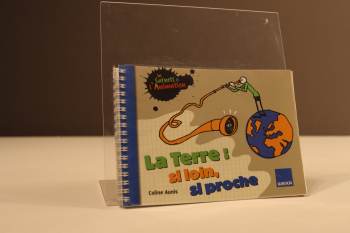 Les
Carnets de
l'Animation
La Terre :
si loin,
si proche
Coline Aunis